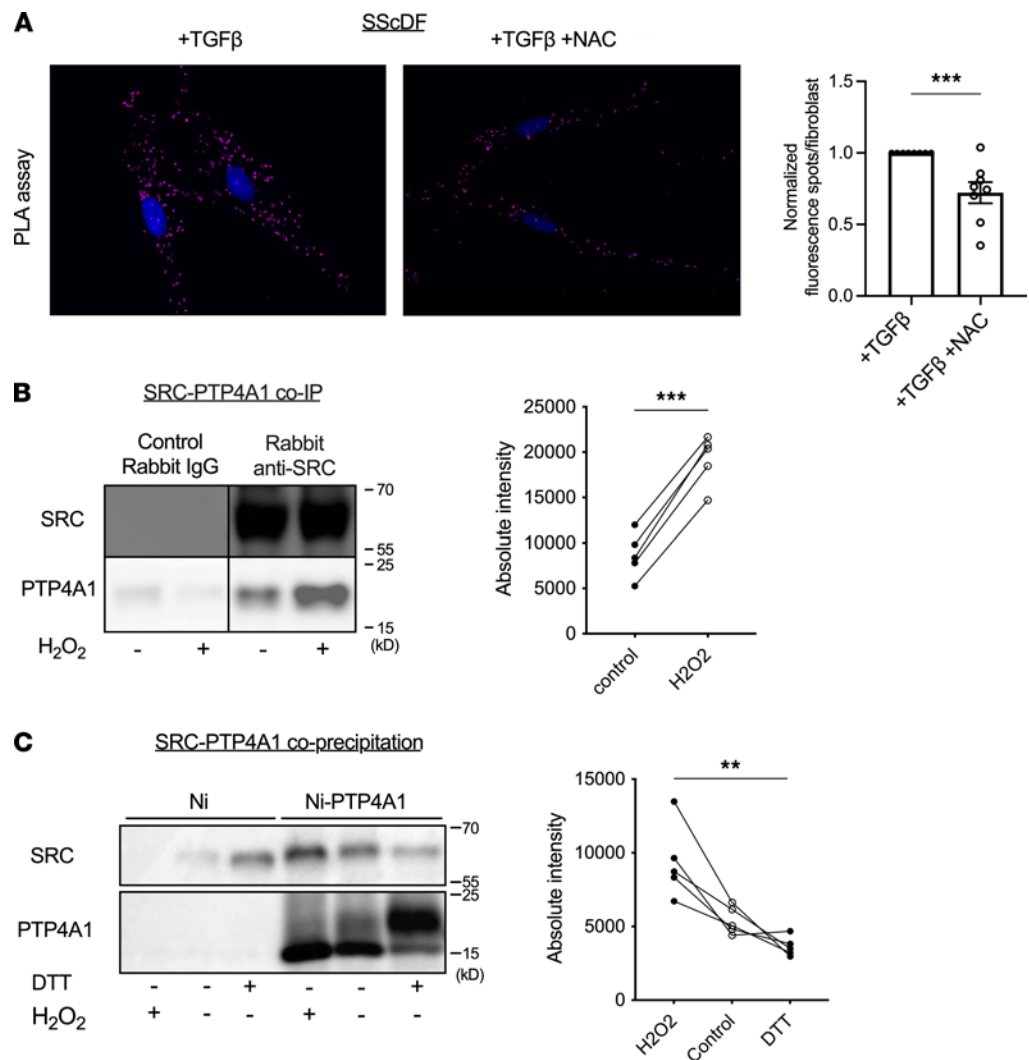 A
SScDF
+TGFβ
+TGFβ +NAC
PLA assay
Normalized
fluorescence spots/fibroblast
1.5
1.0
0.5
0.0
***
+TGFβ
+TGFβ +NAC
B
SRC-PTP4A1 co-IP
Control
Rabbit IgG
Rabbit
anti-SRC
SRC
PTP4A1
H₂O₂
- + - +
70
55
25
15
(kD)
Absolute intensity
25000
20000
15000
10000
5000
0
***
control
H2O2
C
SRC-PTP4A1 co-precipitation
Ni
Ni-PTP4A1
SRC
PTP4A1
70
55
25
15
(kD)
DTT - - + - - +
H₂O₂ + - - + - -
Absolute intensity
15000
10000
5000
0
**
H2O2
Control
DTT